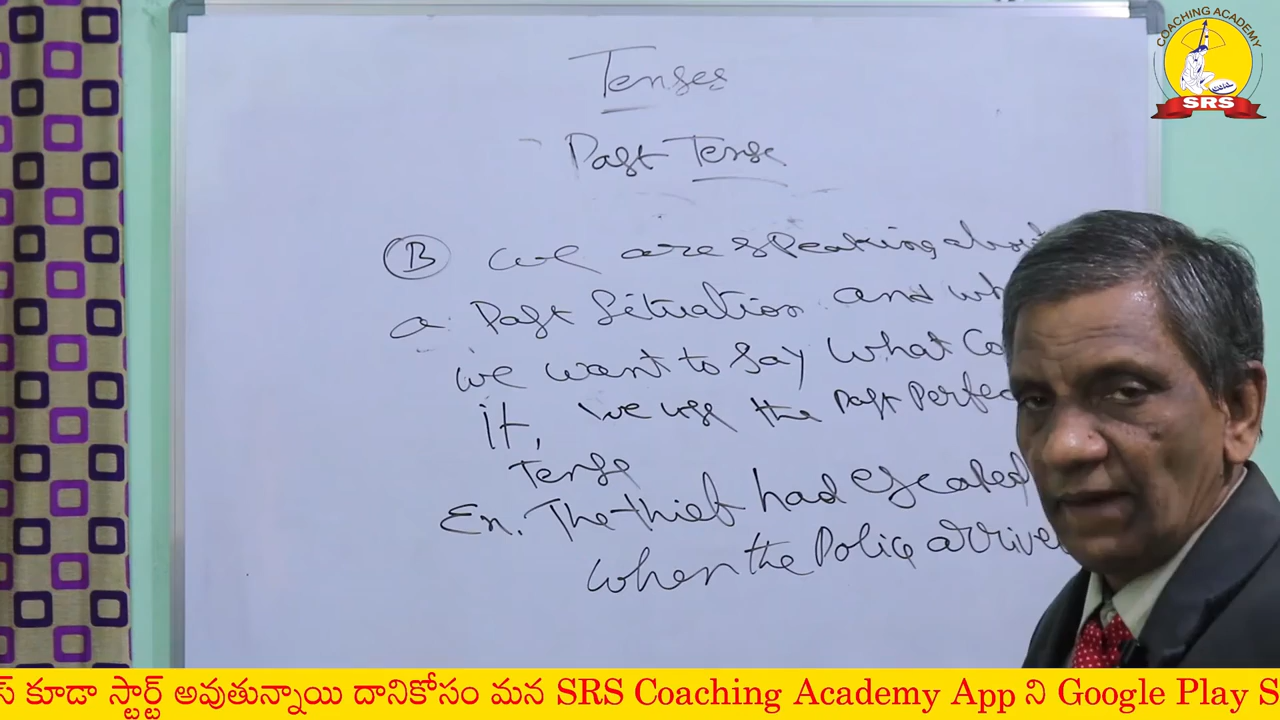 COACHING ACADEMY
SRS
Tenses
Past Tense
B we are speaking about
a past situation and wh
we want to say what co
it, we use the past perfec
Tense
Ex. The thief had escaped
when the police arrive
స్ కూడా స్టార్ట్ అవుతున్నాయి దానికోసం మన SRS Coaching Academy App ని Google Play S